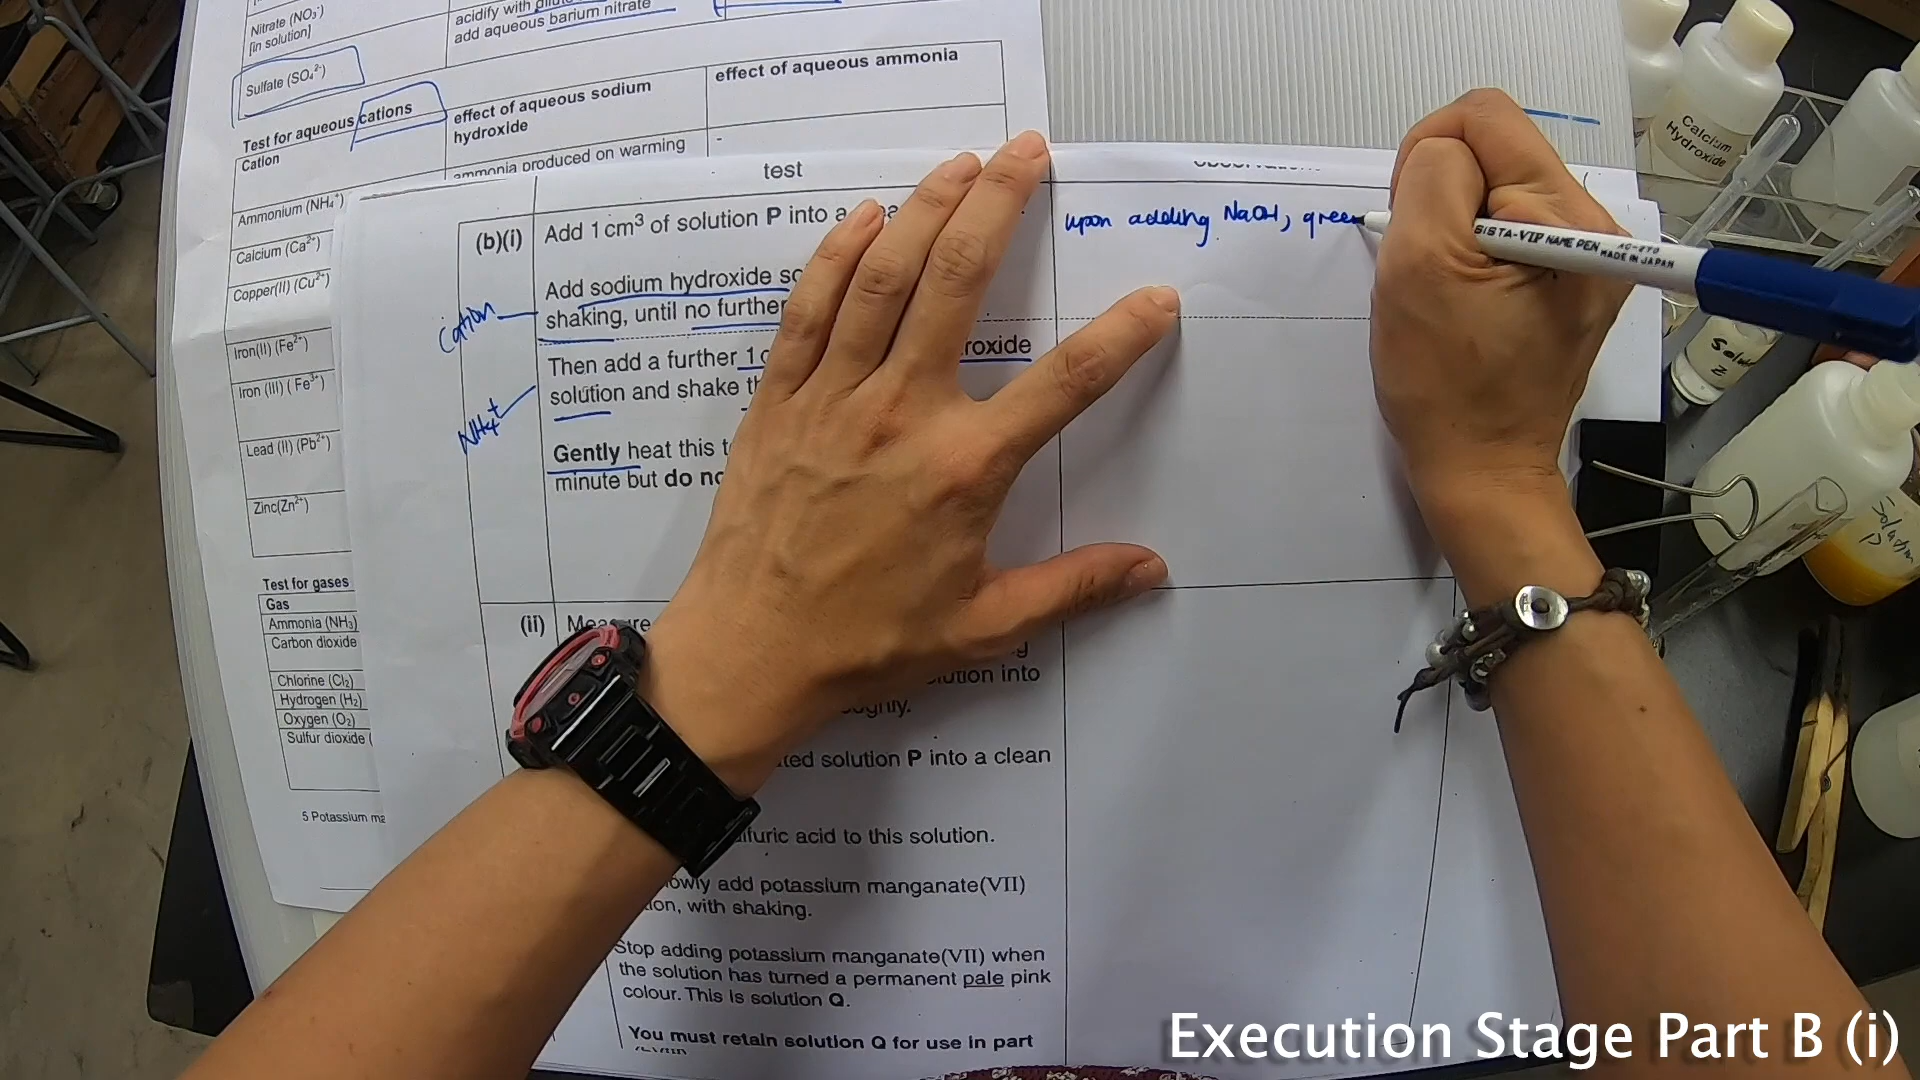 Nitrate (NO₃⁻)
[in solution]
acidify with
add aqueous barium nitrate
Sulfate (SO₄²⁻)
Test for aqueous cations
Cation
effect of aqueous sodium
hydroxide
effect of aqueous ammonia
ammonia produced on warming
-
Ammonium (NH₄⁺)
Calcium (Ca²⁺)
Copper(II) (Cu²⁺)
Iron(II) (Fe²⁺)
Iron (III) ( Fe³⁺)
Lead (II) (Pb²⁺)
Zinc(Zn²⁺)
Test for gases
Gas
Ammonia (NH₃)
Carbon dioxide
Chlorine (Cl₂)
Hydrogen (H₂)
Oxygen (O₂)
Sulfur dioxide (
5 Potassium
test
(b)(i)
Add 1 cm³ of solution P into a
Add sodium hydroxide
shaking, until no further
cation
Then add a further 1
solution and shake
NH₄⁺
Gently heat this
minute but do
upon adding NaOH, green
(ii)
solution into
solution P into a clean
acid to this solution.
add potassium manganate(VII)
with shaking.
Stop adding potassium manganate(VII) when
the solution has turned a permanent pale pink
colour. This is solution Q.
You must retain solution Q for use in part
SISTA-VIP NAME PEN
MADE IN JAPAN
Calcium
Hydroxide
Z
Solution
P
Execution Stage Part B (i)